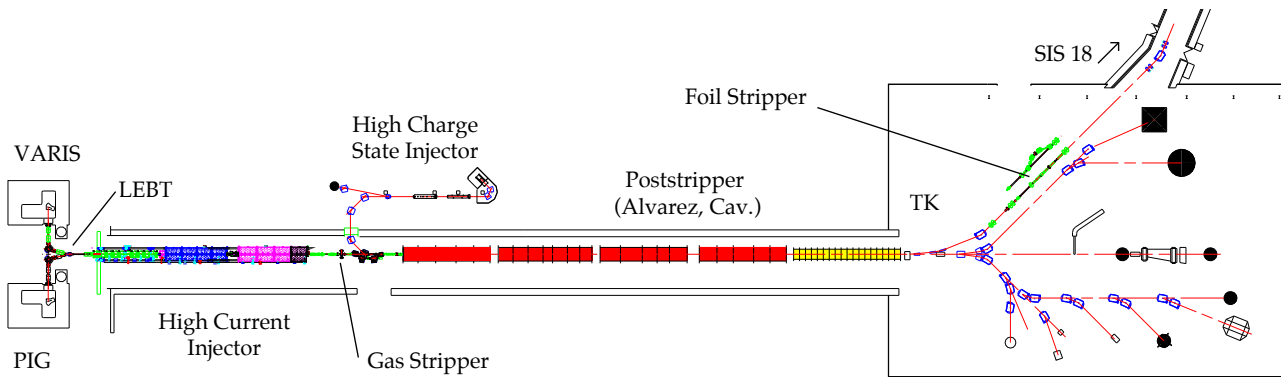 SIS 18
Foil Stripper
High Charge
State Injector
VARIS
LEBT
Poststripper
(Alvarez, Cav.)
TK
High Current
Injector
PIG
Gas Stripper